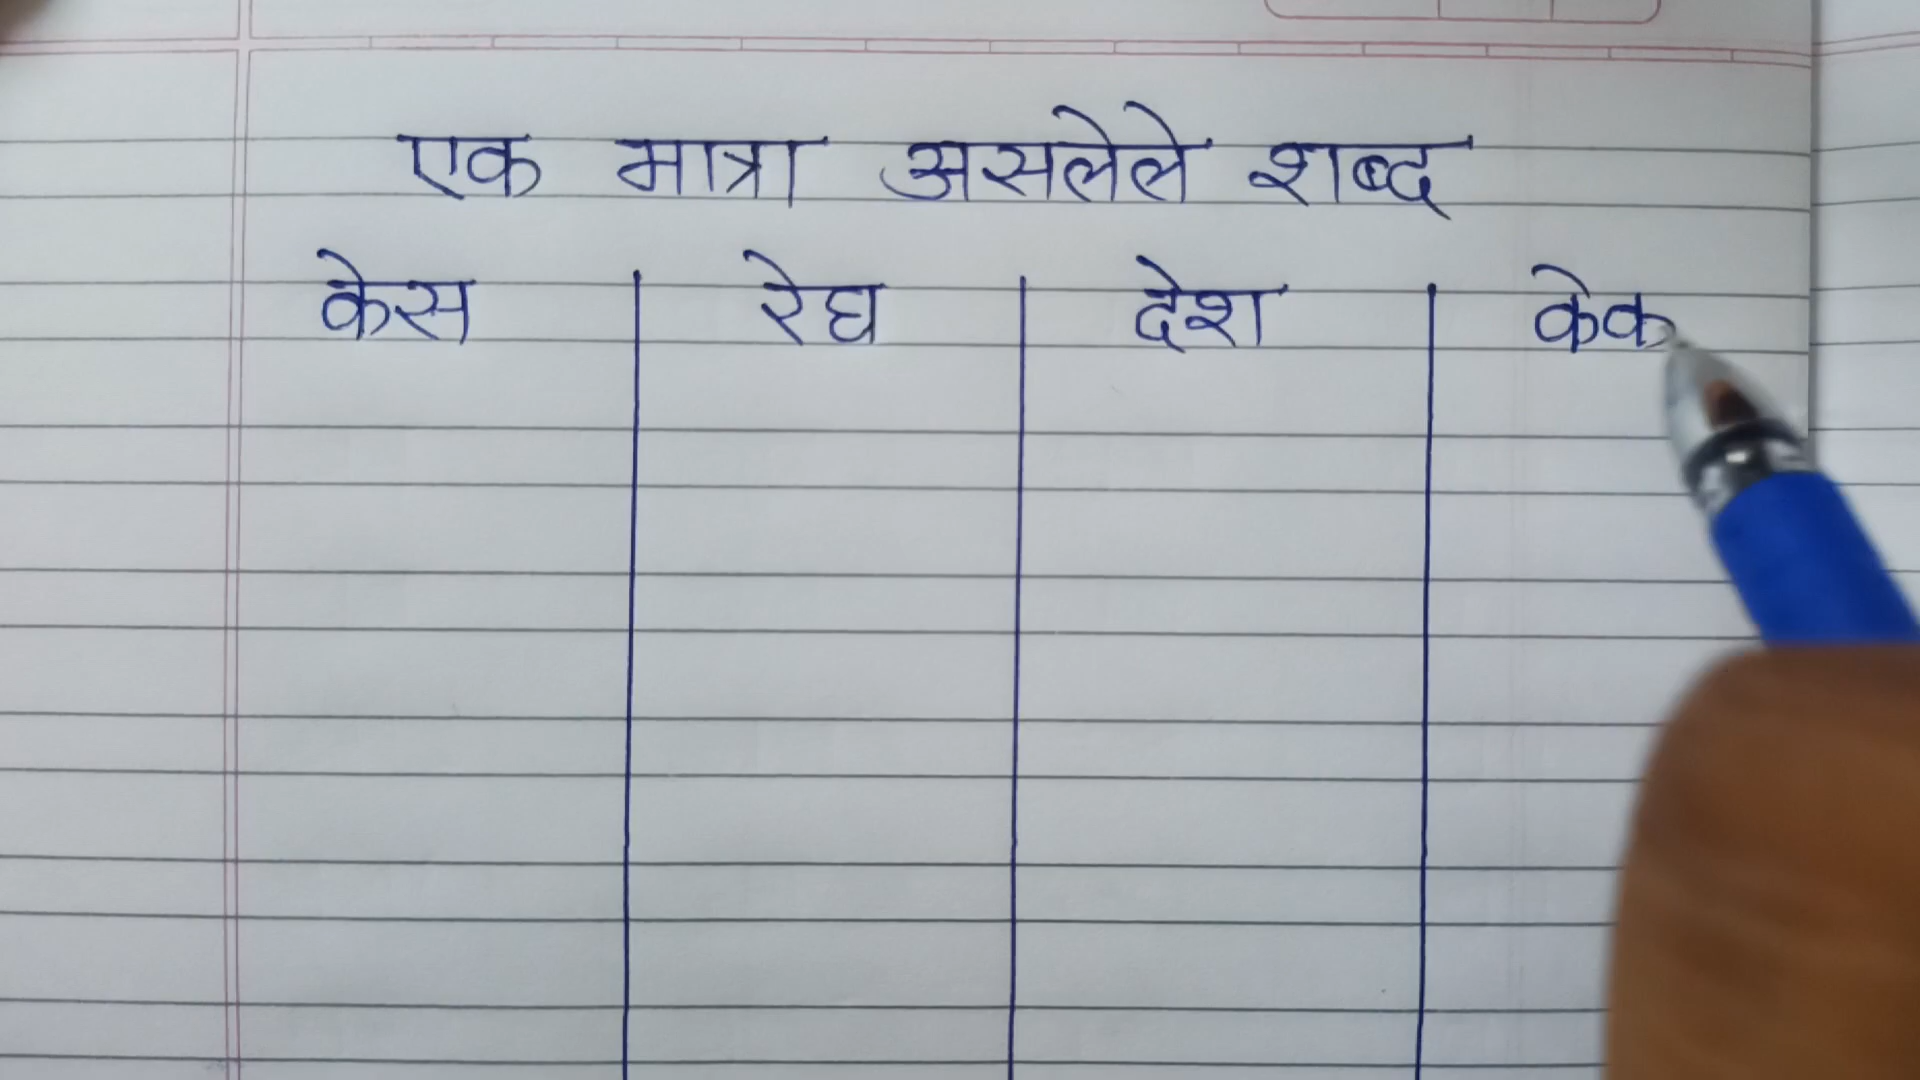 एक मात्रा असलेले शब्द
केस रेघ देश केक